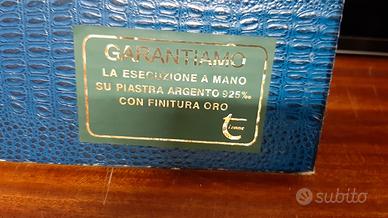 GARANTIAMO
LA ESECUZIONE A MANO
SU PIASTRA ARGENTO 925‰
CON FINITURA ORO
subito